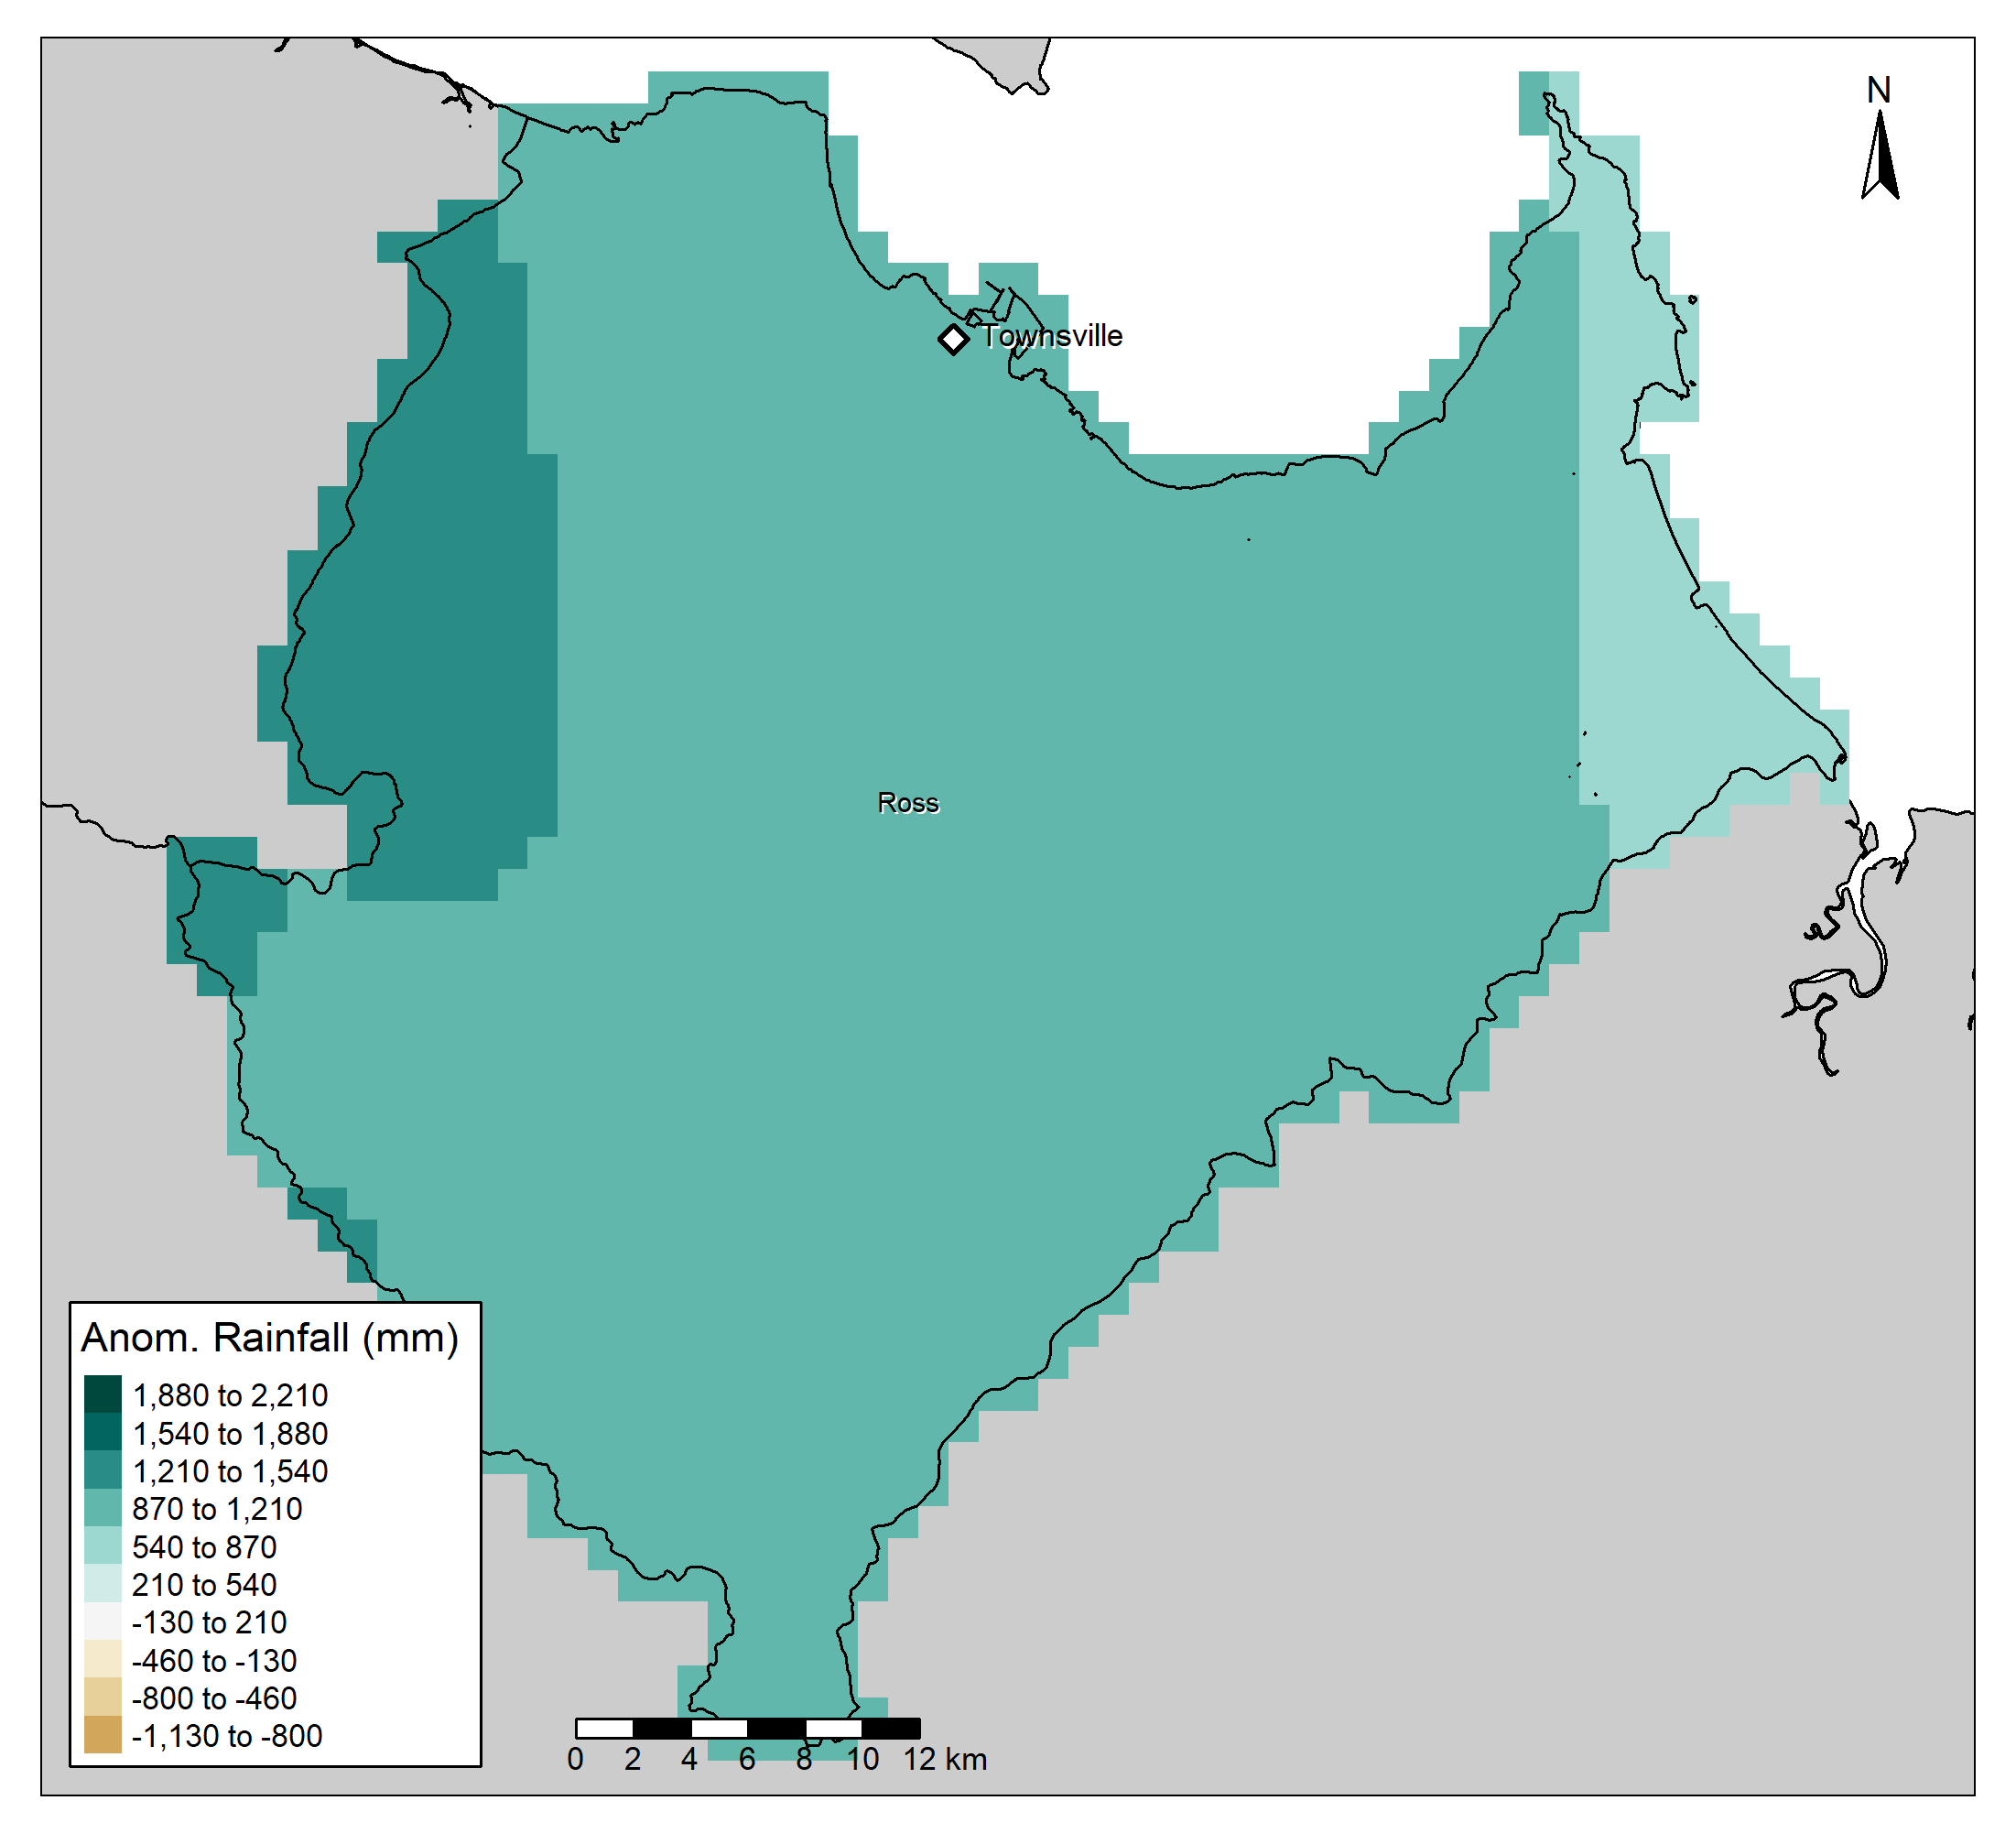 N
Townsville
Ross
Anom. Rainfall (mm)
1,880 to 2,210
1,540 to 1,880
1,210 to 1,540
870 to 1,210
540 to 870
210 to 540
-130 to 210
-460 to -130
-800 to -460
-1,130 to -800
0 2 4 6 8 10 12 km